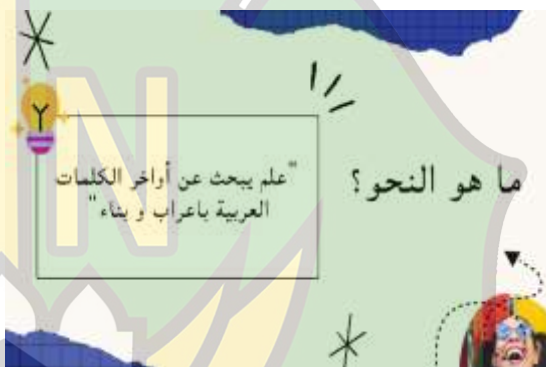 ما هو النحو؟
"علم يبحث عن أواخر الكلمات
العربية باعراب و بناء"